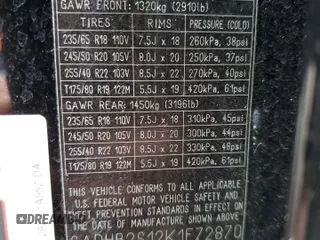 GAWR FRONT: 1320kg (2910lb)
TIRES RIMS PRESSURE (COLD)
235/65 R18 110V 7.5J x 18 260kPa, 38psi
245/50 R20 105V 8.0J x 20 250kPa, 37psi
255/40 R22 103V 8.5J x 22 270kPa, 40psi
T175/80 R19 122M 5.5J x 19 420kPa, 61psi
GAWR REAR: 1450kg (3196lb)
235/65 R18 110V 7.5J x 18 310kPa, 45psi
245/50 R20 105V 8.0J x 20 300kPa, 44psi
255/40 R22 103V 8.5J x 22 330kPa, 48psi
T175/80 R19 122M 5.5J x 19 420kPa, 61psi
THIS VEHICLE CONFORMS TO ALL APPLICABLE
U.S. FEDERAL MOTOR VEHICLE SAFETY
AND THEFT PREVENTION STANDARDS IN
EFFECT ON THE DATE OF MANUFACTURE